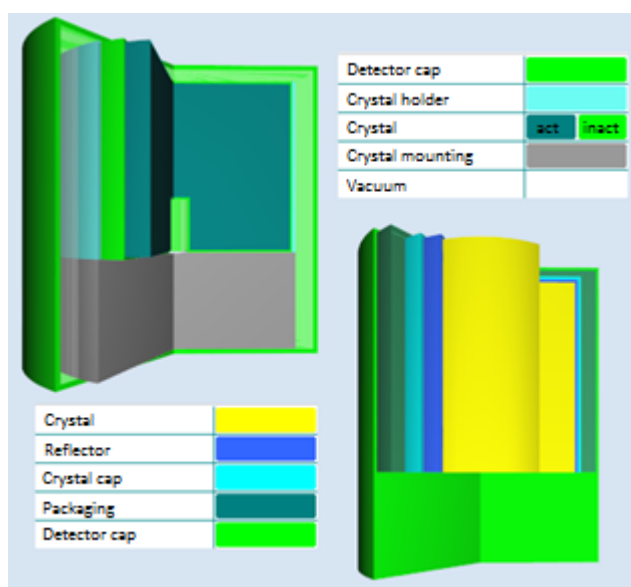 Detector cap
Crystal holder
Crystal act inact
Crystal mounting
Vacuum
Crystal
Reflector
Crystal cap
Packaging
Detector cap